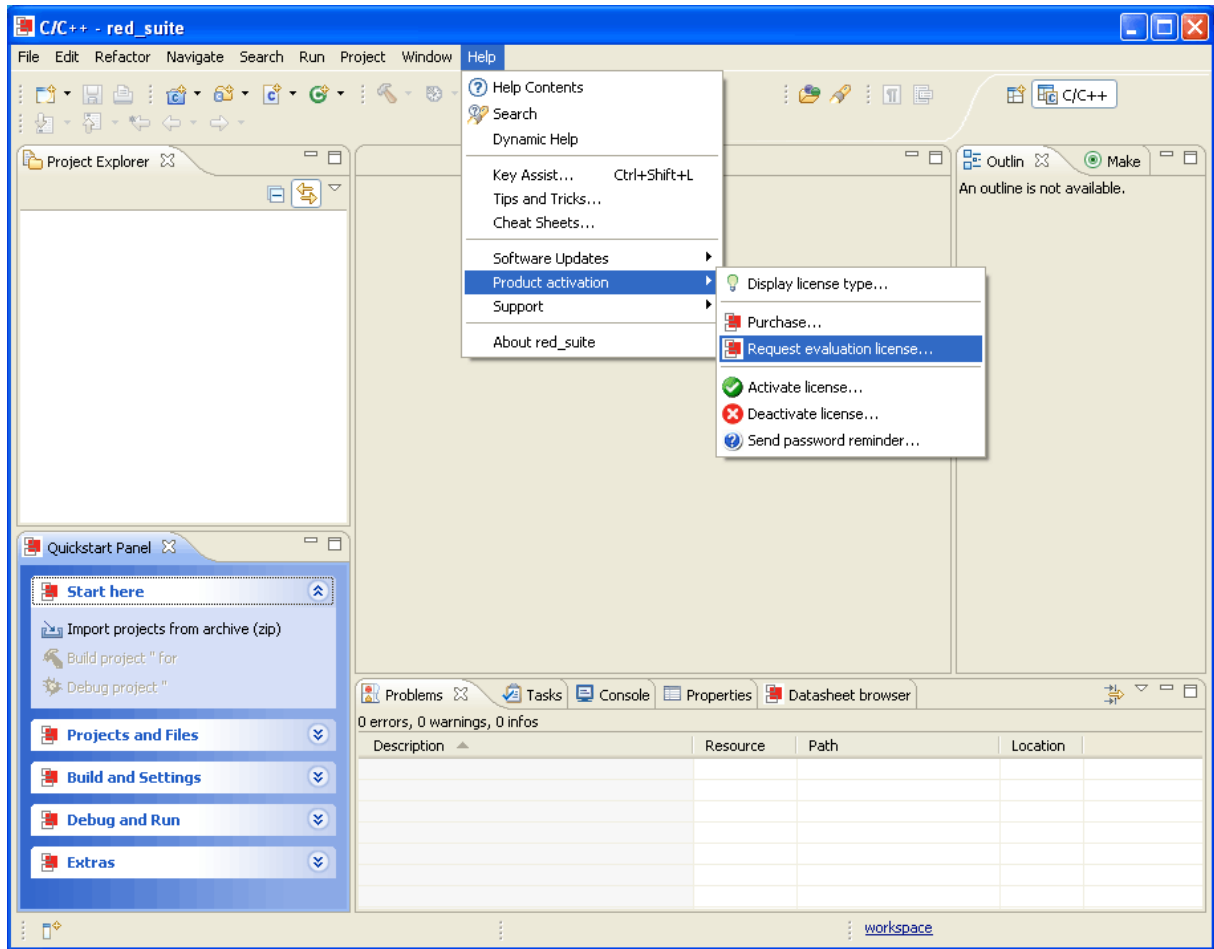 C/C++ - red_suite
File Edit Refactor Navigate Search Run Project Window Help
C/C++
Help Contents
Search
Dynamic Help
Key Assist... Ctrl+Shift+L
Tips and Tricks...
Cheat Sheets...
Software Updates
Product activation
Support
About red_suite
Display license type...
Purchase...
Request evaluation license...
Activate license...
Deactivate license...
Send password reminder...
Project Explorer
Outlin Make
An outline is not available.
Quickstart Panel
Start here
Import projects from archive (zip)
Build project '' for
Debug project ''
Projects and Files
Build and Settings
Debug and Run
Extras
Problems Tasks Console Properties Datasheet browser
0 errors, 0 warnings, 0 infos
Description Resource Path Location
workspace